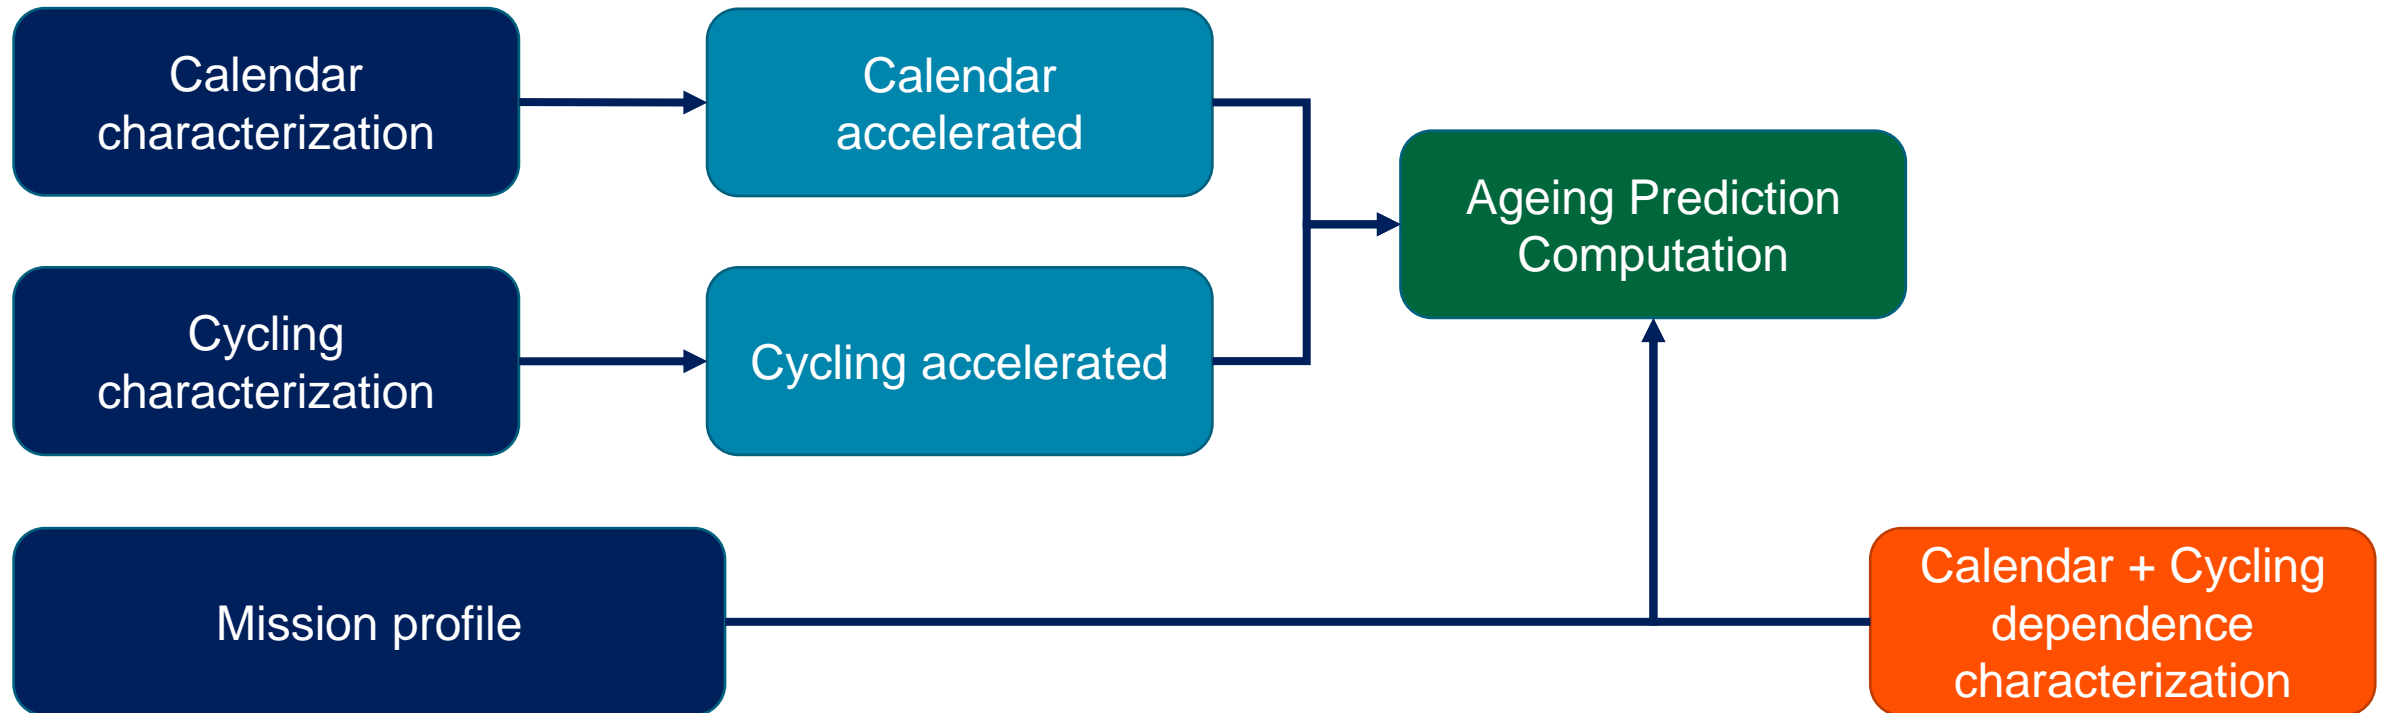 Calendar
characterization
Calendar
accelerated
Ageing Prediction
Computation
Cycling
characterization
Cycling accelerated
Mission profile
Calendar + Cycling
dependence
characterization